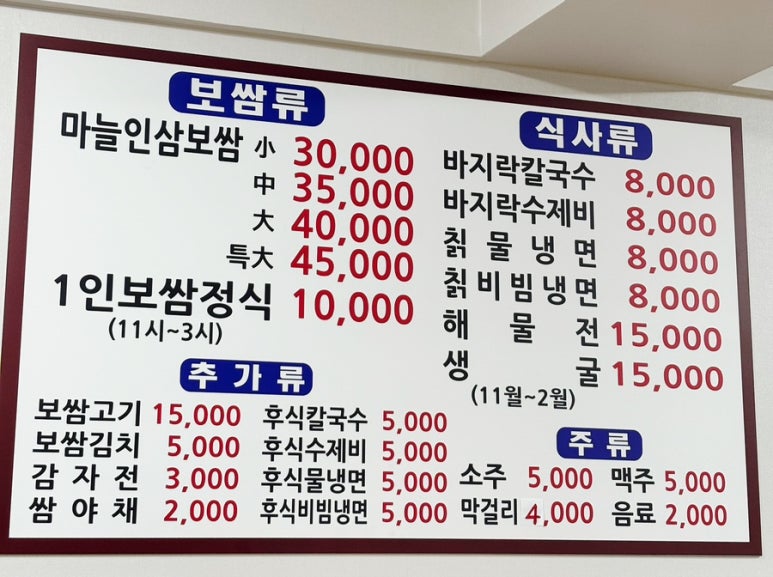 보쌈류
마늘인삼보쌈 小 30,000
中 35,000
大 40,000
특大 45,000
1인보쌈정식 10,000
(11시~3시)
식사류
바지락칼국수 8,000
바지락수제비 8,000
칡물냉면 8,000
칡비빔냉면 8,000
해물전 15,000
생굴 15,000
(11월~2월)
추가류
보쌈고기 15,000 후식칼국수 5,000
보쌈김치 5,000 후식수제비 5,000
감자전 3,000 후식물냉면 5,000
쌈야채 2,000 후식비빔냉면 5,000
주류
소주 5,000 맥주 5,000
막걸리 4,000 음료 2,000